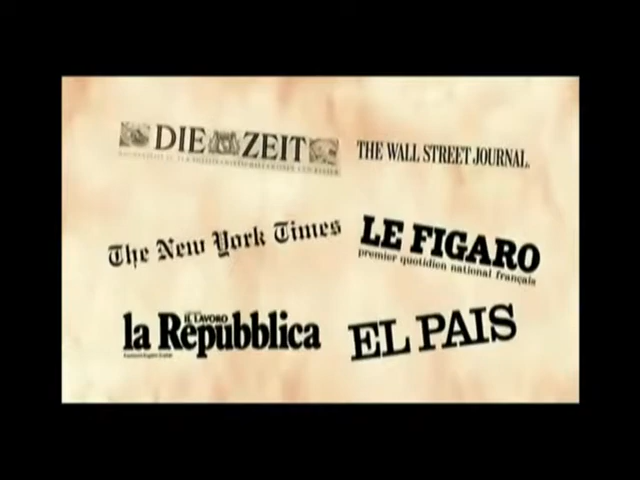 DIE ZEIT
THE WALL STREET JOURNAL.
The New York Times
LE FIGARO
premier quotidien national français
IL LAVORO
la Repubblica
EL PAIS